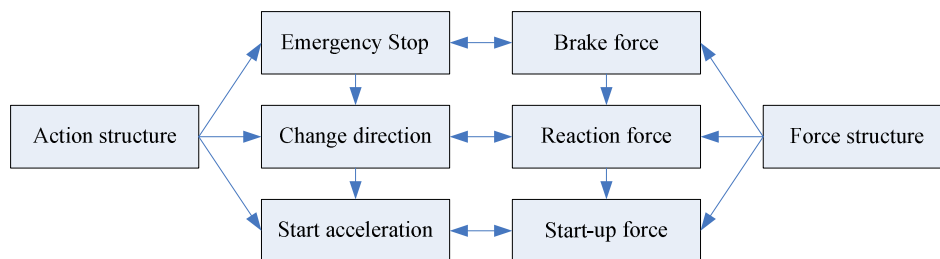 Emergency Stop
Brake force
Action structure
Change direction
Reaction force
Force structure
Start acceleration
Start-up force